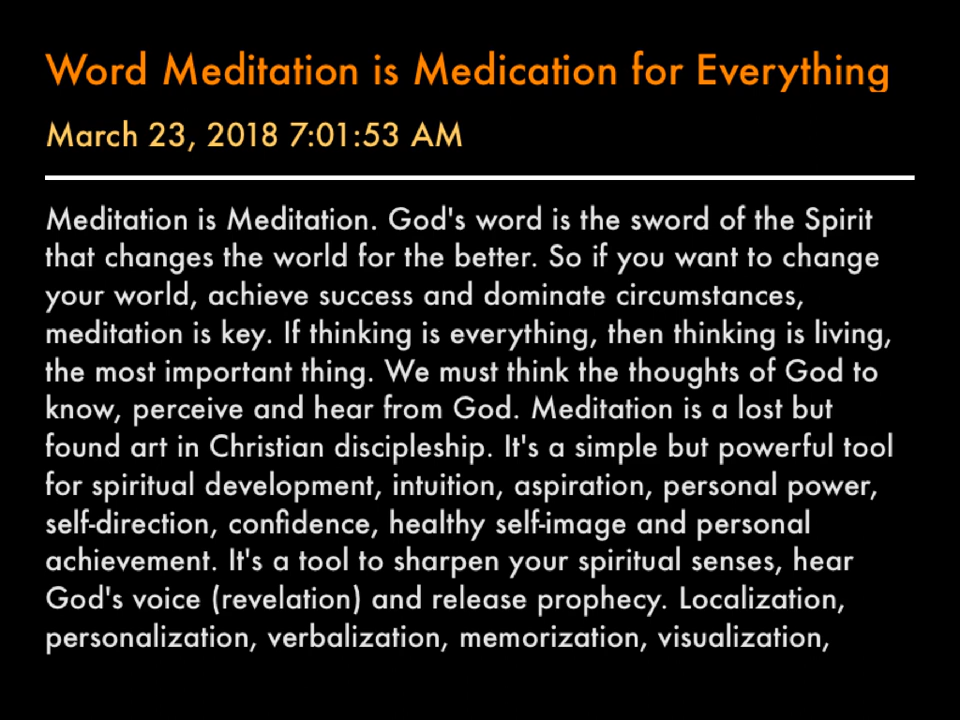 Word Meditation is Medication for Everything
March 23, 2018 7:01:53 AM
Meditation is Meditation. God's word is the sword of the Spirit
that changes the world for the better. So if you want to change
your world, achieve success and dominate circumstances,
meditation is key. If thinking is everything, then thinking is living,
the most important thing. We must think the thoughts of God to
know, perceive and hear from God. Meditation is a lost but
found art in Christian discipleship. It's a simple but powerful tool
for spiritual development, intuition, aspiration, personal power,
self-direction, confidence, healthy self-image and personal
achievement. It's a tool to sharpen your spiritual senses, hear
God's voice (revelation) and release prophecy. Localization,
personalization, verbalization, memorization, visualization,